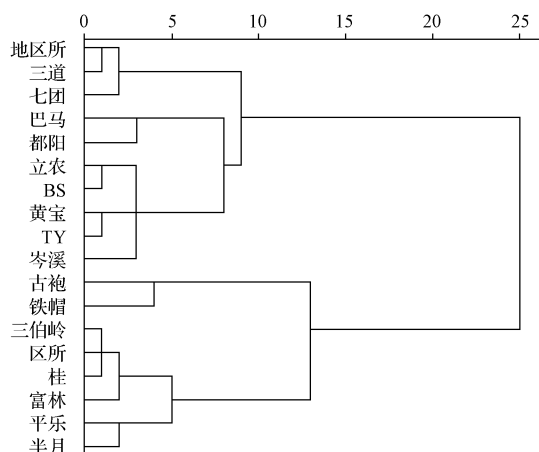 0 5 10 15 20 25
地区所
三道
七团
巴马
都阳
立农
BS
黄宝
TY
岑溪
古袍
铁帽
三伯岭
区所
桂
富林
平乐
半月